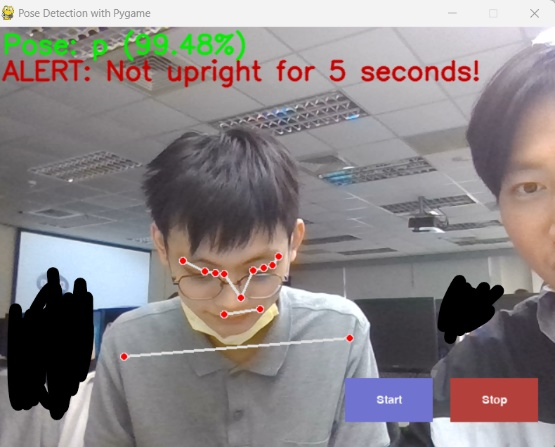 Pose Detection with Pygame
Pose: p (99.48%)
ALERT: Not upright for 5 seconds!
Start
Stop